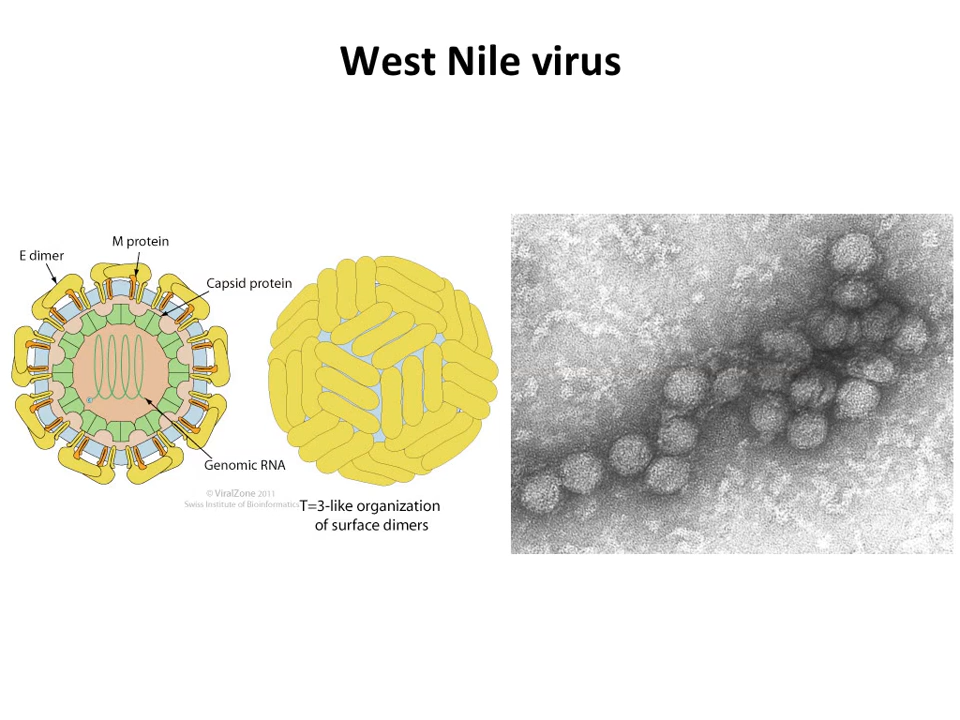 West Nile virus
M protein
E dimer
Capsid protein
Genomic RNA
© ViralZone 2011
Swiss Institute of Bioinformatics
T=3-like organization
of surface dimers